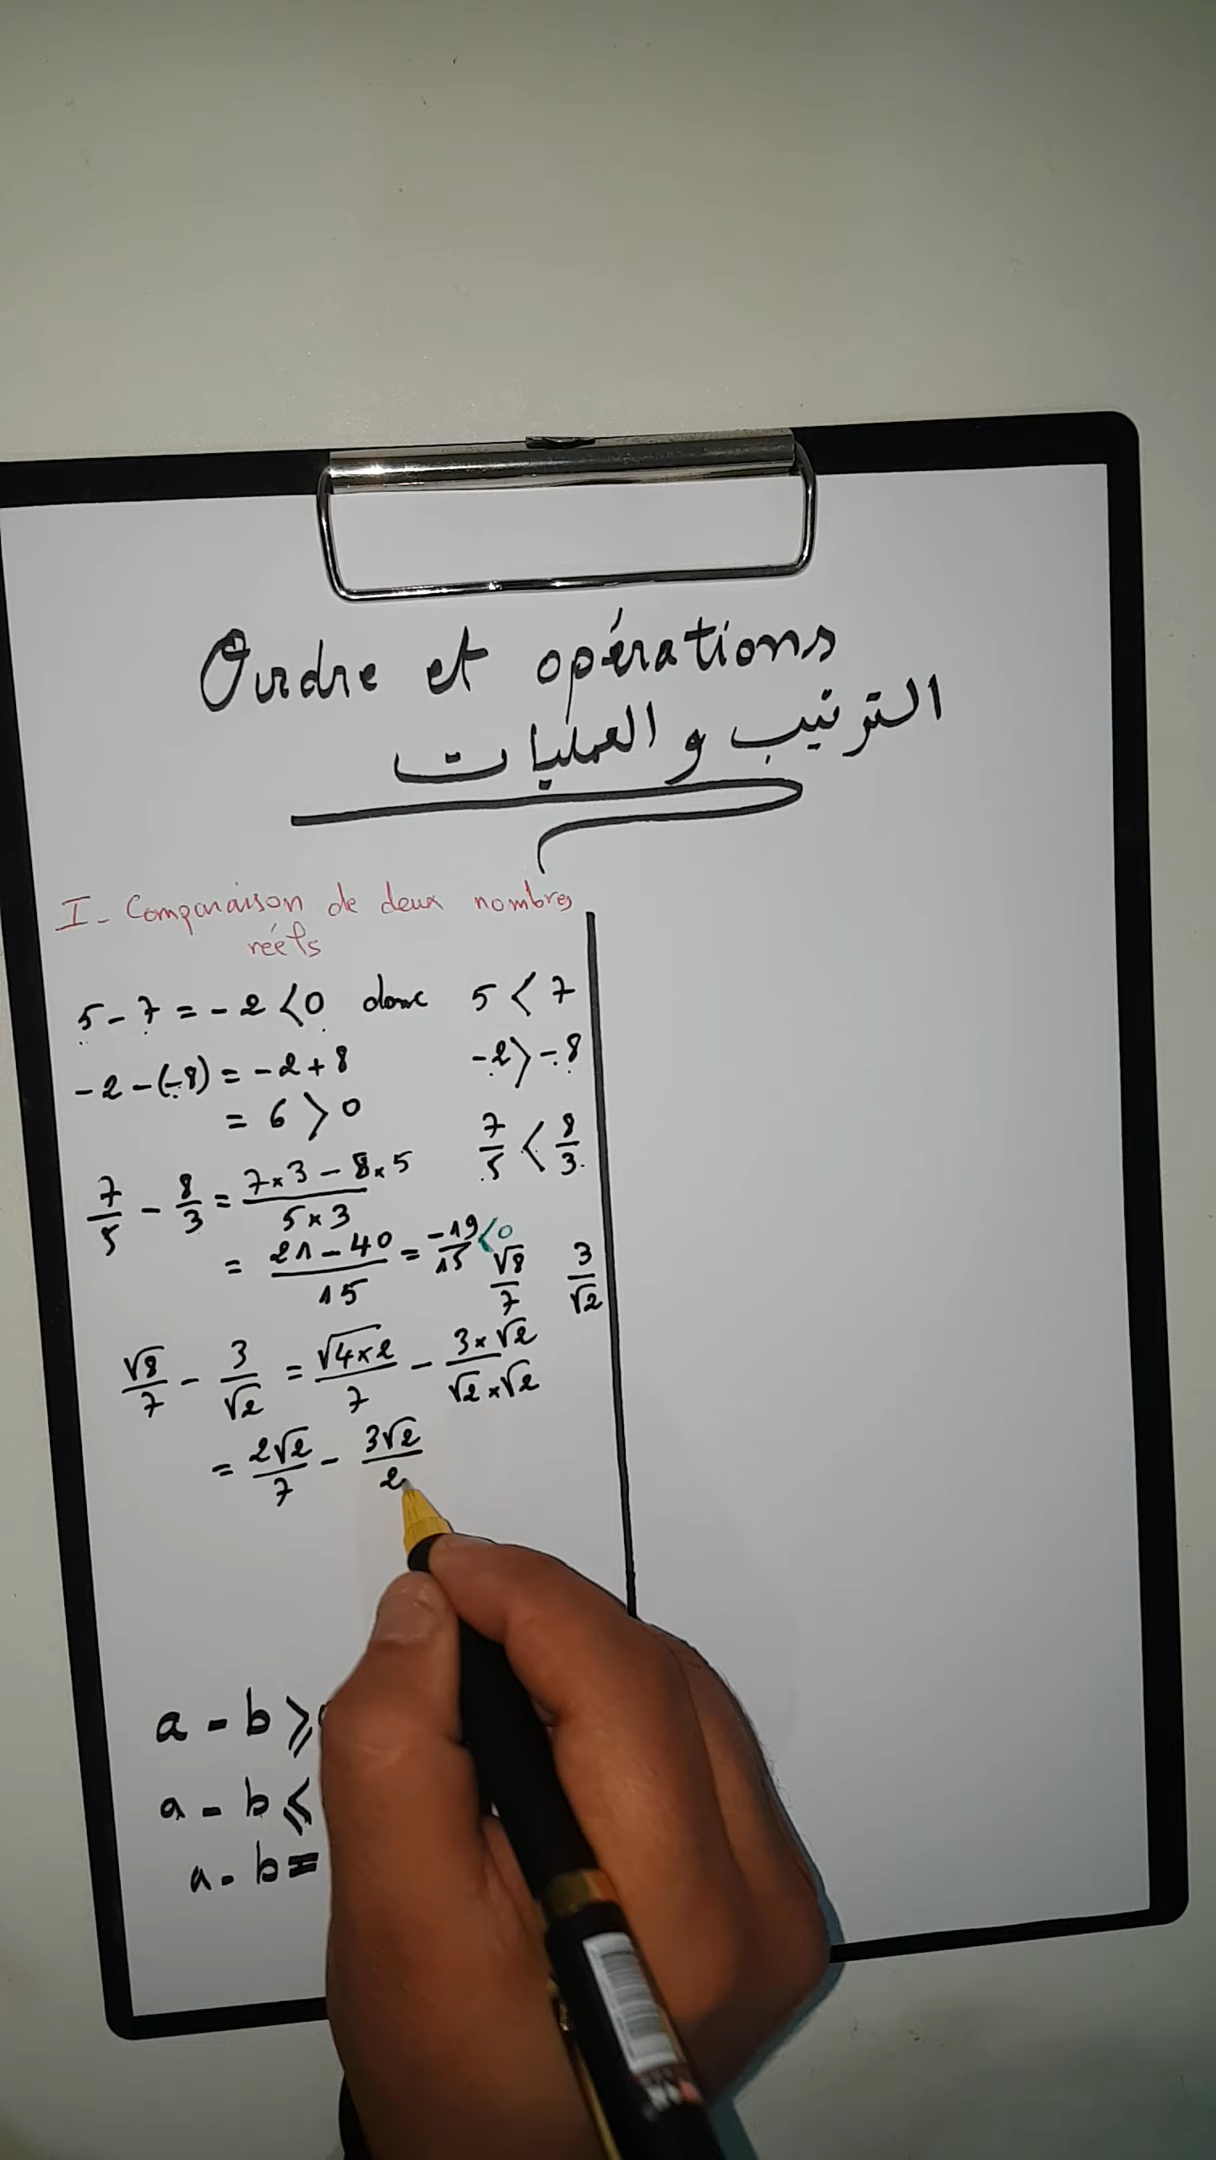 Ordre et opérations
الترتيب و العمليات
I - Comparaison de deux nombres
réels
5 - 7 = - 2 < 0 donc 5 < 7
-2 - (-8) = -2 + 8 -2 > -8
= 6 > 0
7/5 < 8/3
7/5 - 8/3 = (7×3 - 8×5)/(5×3)
= (21 - 40)/15 = -19/15 < 0
√8/7 3/√2
√8/7 - 3/√2 = √(4×2)/7 - (3×√2)/(√2×√2)
= 2√2/7 - 3√2/2
a - b ⩾
a - b ⩽
a - b =